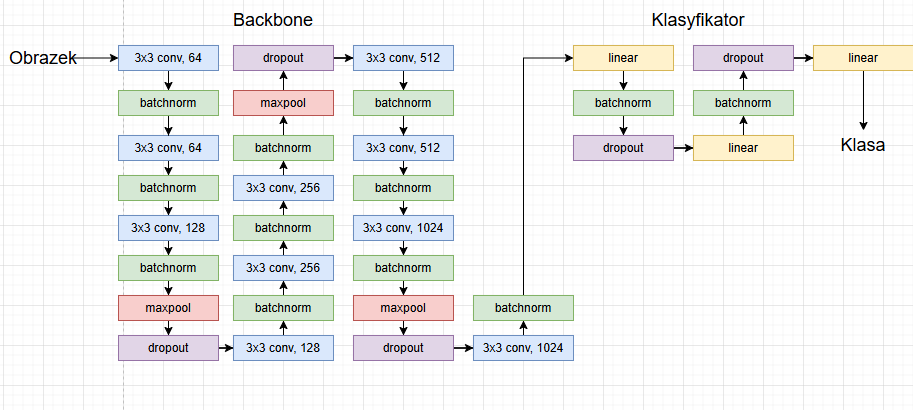 Backbone
Klasyfikator
Obrazek
3x3 conv, 64
batchnorm
3x3 conv, 64
batchnorm
3x3 conv, 128
batchnorm
maxpool
dropout
3x3 conv, 128
batchnorm
3x3 conv, 256
batchnorm
3x3 conv, 256
batchnorm
maxpool
dropout
3x3 conv, 512
batchnorm
3x3 conv, 512
batchnorm
3x3 conv, 1024
batchnorm
maxpool
dropout
3x3 conv, 1024
batchnorm
linear
batchnorm
dropout
linear
batchnorm
dropout
linear
Klasa